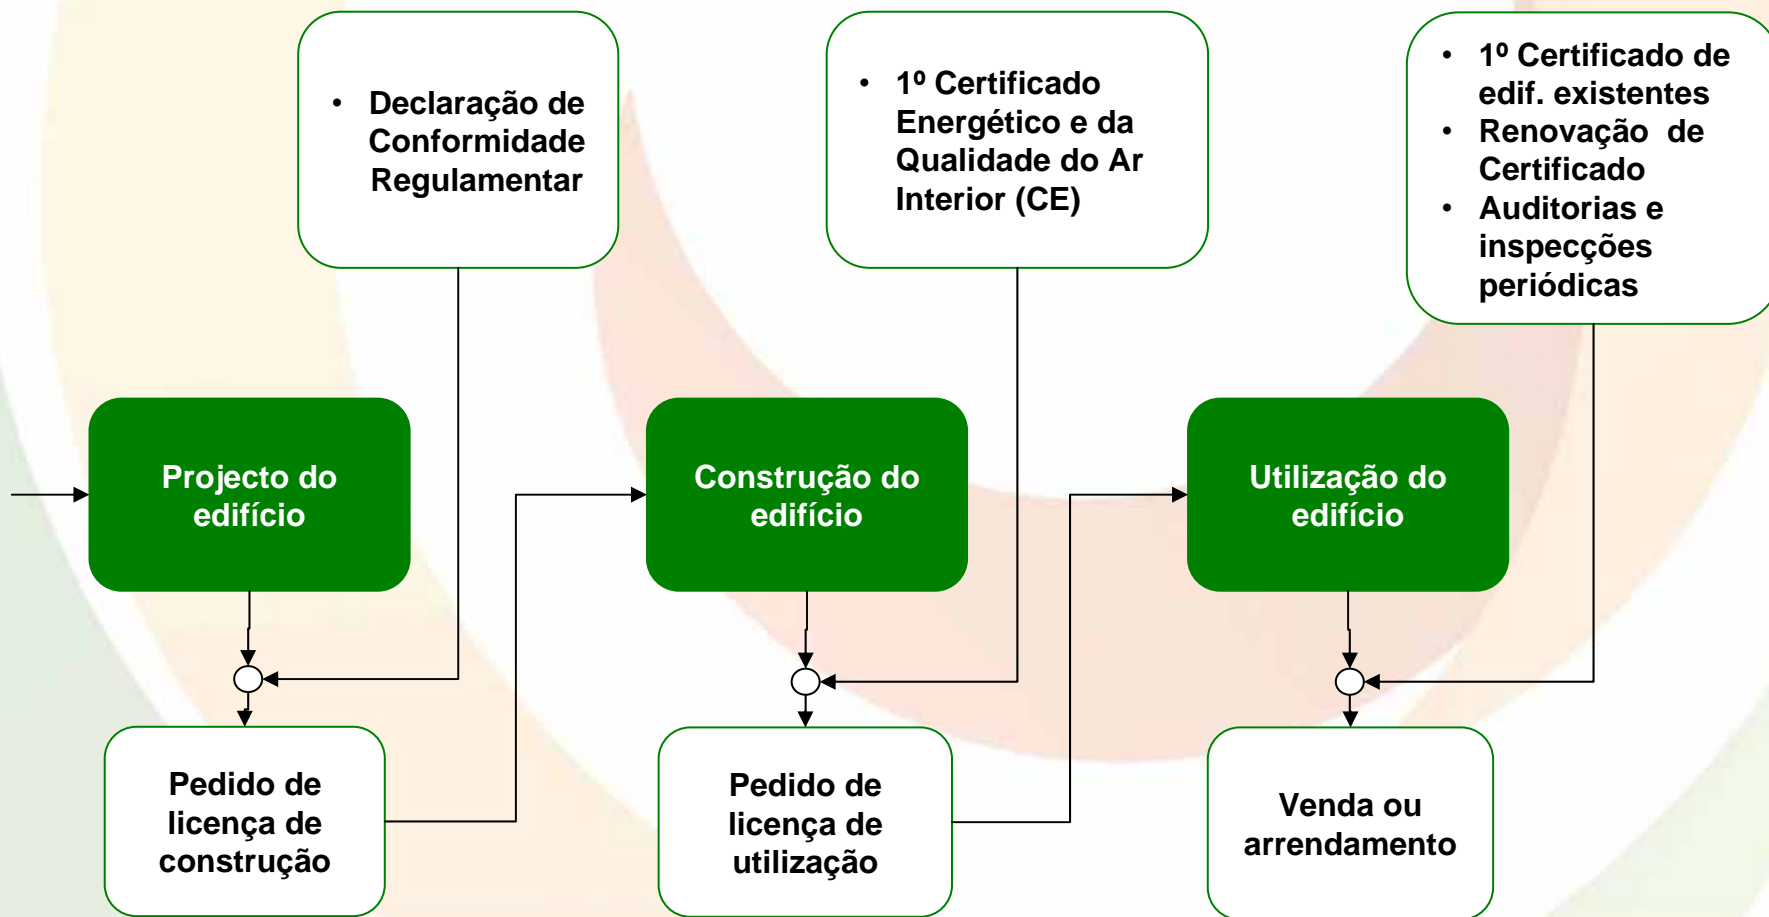 • Declaração de
Conformidade
Regulamentar
• 1º Certificado
Energético e da
Qualidade do Ar
Interior (CE)
• 1º Certificado de
edif. existentes
• Renovação de
Certificado
• Auditorias e
inspecções
periódicas
Projecto do
edifício
Construção do
edifício
Utilização do
edifício
Pedido de
licença de
construção
Pedido de
licença de
utilização
Venda ou
arrendamento